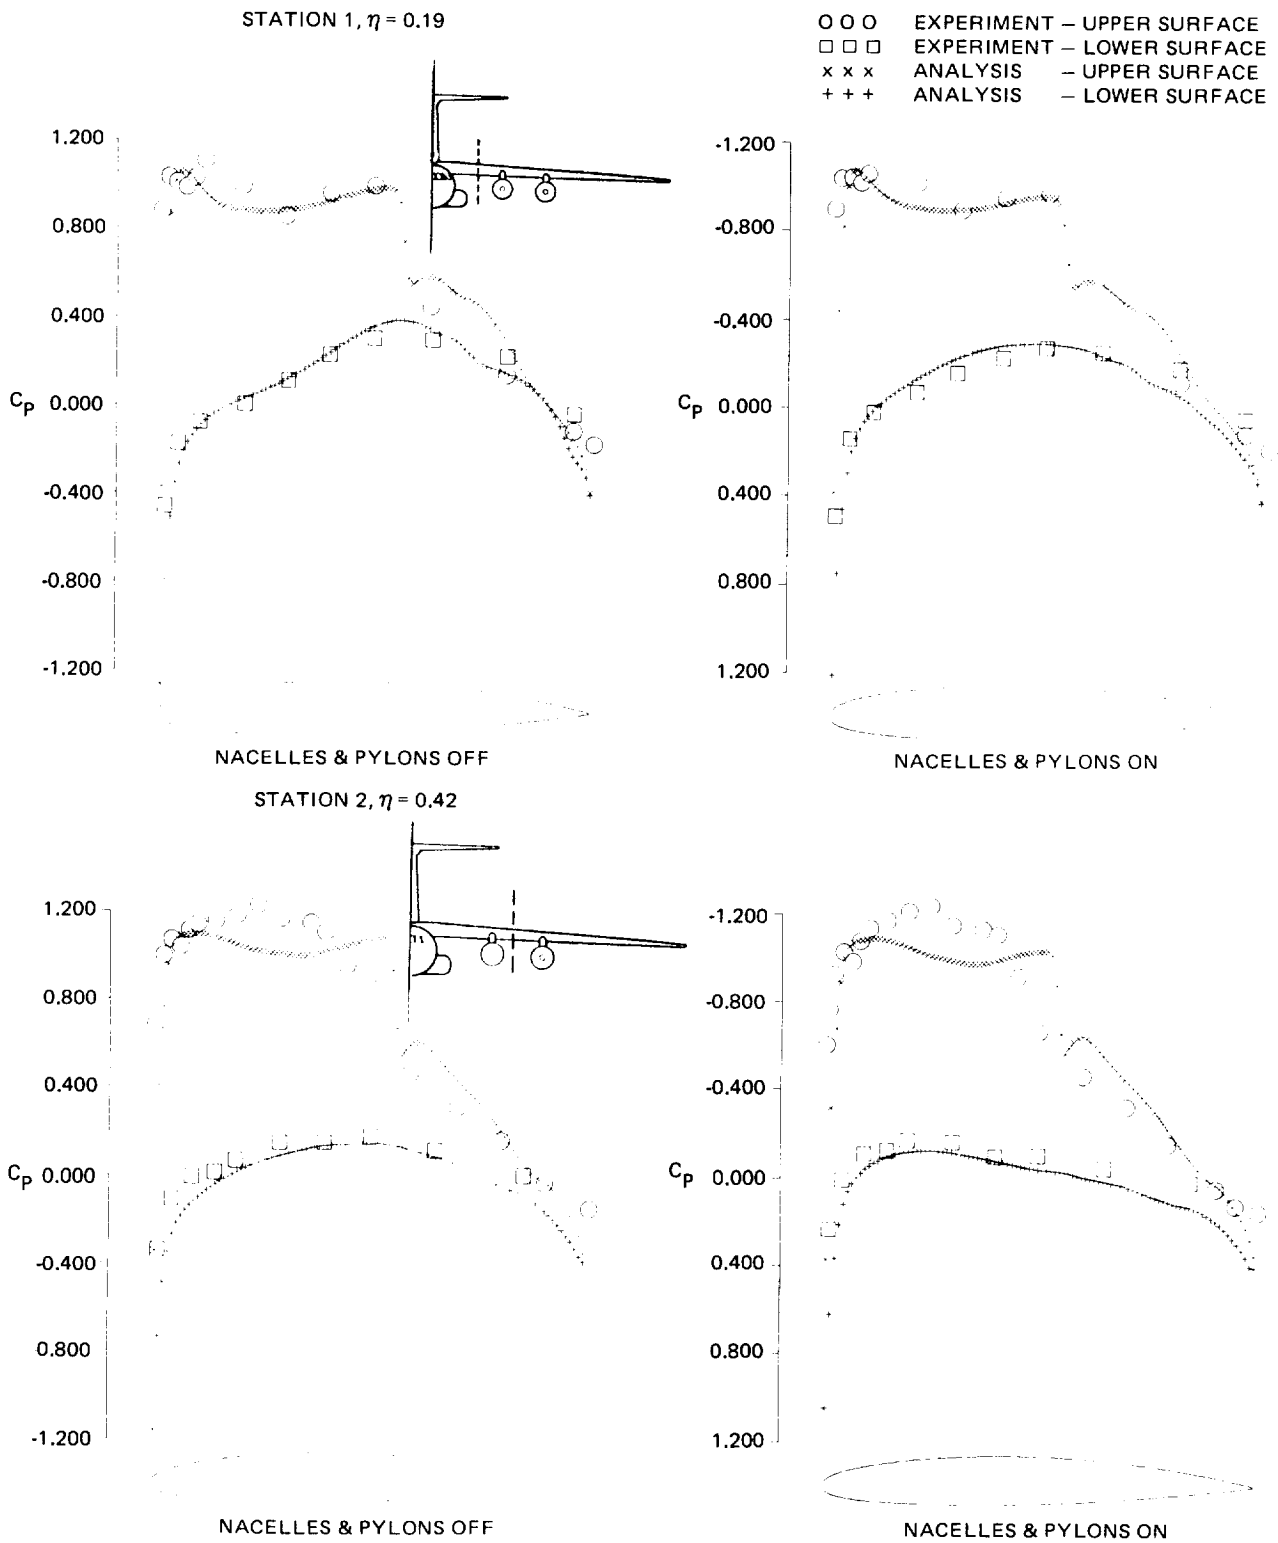 STATION 1, η = 0.19
O O O EXPERIMENT – UPPER SURFACE
□ □ □ EXPERIMENT – LOWER SURFACE
x x x ANALYSIS – UPPER SURFACE
+ + + ANALYSIS – LOWER SURFACE
1.200
0.800
0.400
Cp 0.000
-0.400
-0.800
-1.200
NACELLES & PYLONS OFF
-1.200
-0.800
-0.400
Cp 0.000
0.400
0.800
1.200
NACELLES & PYLONS ON
STATION 2, η = 0.42
1.200
0.800
0.400
Cp 0.000
-0.400
0.800
-1.200
NACELLES & PYLONS OFF
-1.200
-0.800
-0.400
Cp 0.000
0.400
0.800
1.200
NACELLES & PYLONS ON